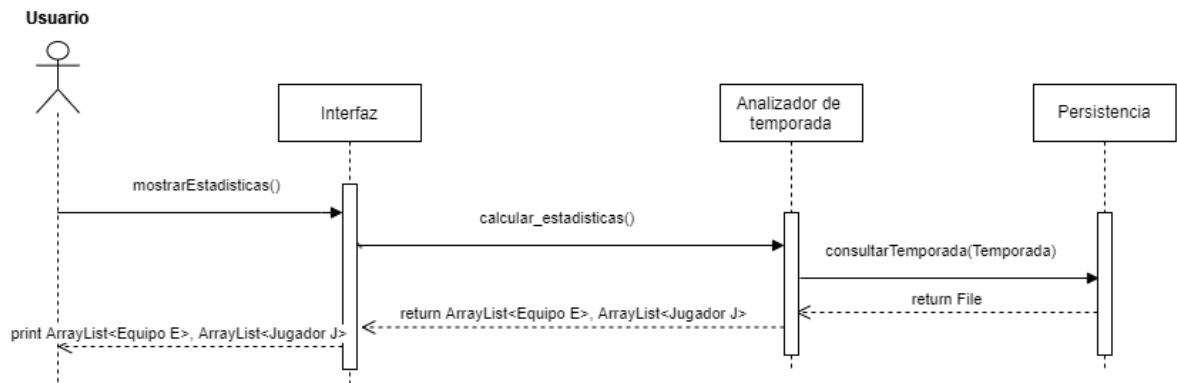 Usuario
Interfaz
Analizador de
temporada
Persistencia
mostrarEstadisticas()
calcular_estadisticas()
consultarTemporada(Temporada)
return File
return ArrayList<Equipo E>, ArrayList<Jugador J>
print ArrayList<Equipo E>, ArrayList<Jugador J>